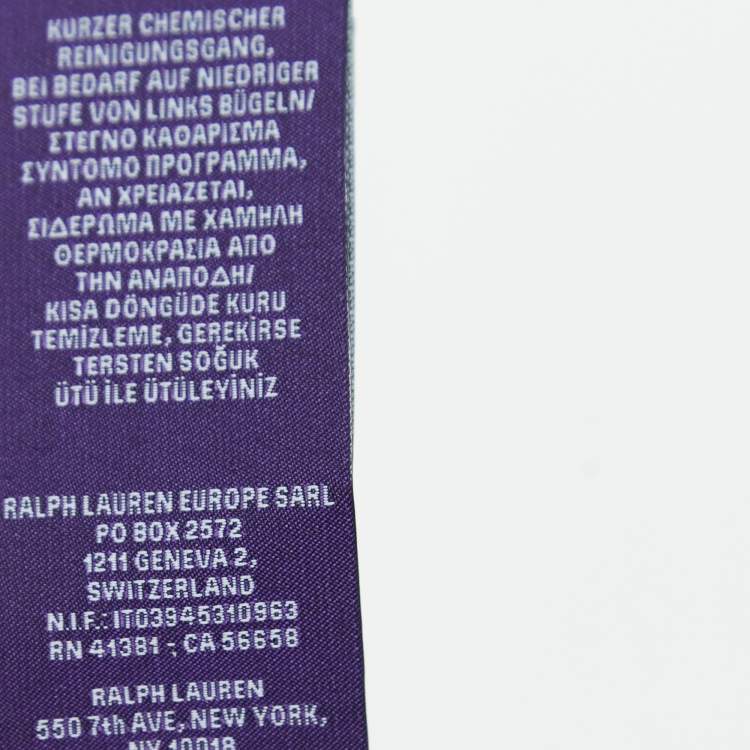 KURZER CHEMISCHER
REINIGUNGSGANG,
BEI BEDARF AUF NIEDRIGER
STUFE VON LINKS BÜGELN/
ΣΤΕΓΝΟ ΚΑΘΑΡΙΣΜΑ
ΣΥΝΤΟΜΟ ΠΡΟΓΡΑΜΜΑ,
ΑΝ ΧΡΕΙΑΖΕΤΑΙ,
ΣΙΔΕΡΩΜΑ ΜΕ ΧΑΜΗΛΗ
ΘΕΡΜΟΚΡΑΣΙΑ ΑΠΟ
ΤΗΝ ΑΝΑΠΟΔΗ/
KISA DÖNGÜDE KURU
TEMİZLEME, GEREKİRSE
TERSTEN SOĞUK
ÜTÜ İLE ÜTÜLEYİNİZ
RALPH LAUREN EUROPE SARL
PO BOX 2572
1211 GENEVA 2,
SWITZERLAND
N.I.F.: IT03945310963
RN 41381 - CA 56658
RALPH LAUREN
550 7th AVE, NEW YORK,
NY 10018